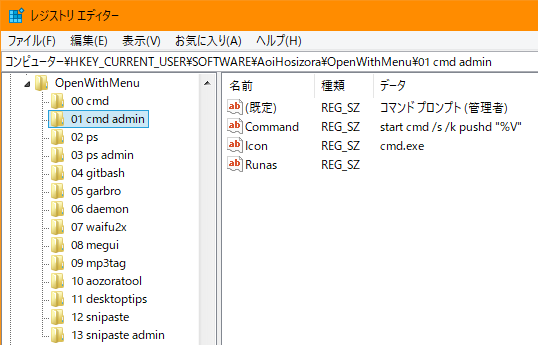 レジストリ エディター
ファイル(F) 編集(E) 表示(V) お気に入り(A) ヘルプ(H)
コンピューター¥HKEY_CURRENT_USER¥SOFTWARE¥AoiHosizora¥OpenWithMenu¥01 cmd admin
OpenWithMenu
00 cmd
01 cmd admin
02 ps
03 ps admin
04 gitbash
05 garbro
06 daemon
07 waifu2x
08 megui
09 mp3tag
10 aozoratool
11 desktoptips
12 snipaste
13 snipaste admin
名前 種類 データ
ab (既定) REG_SZ コマンドプロンプト(管理者)
ab Command REG_SZ start cmd /s /k pushd "%V"
ab Icon REG_SZ cmd.exe
ab Runas REG_SZ